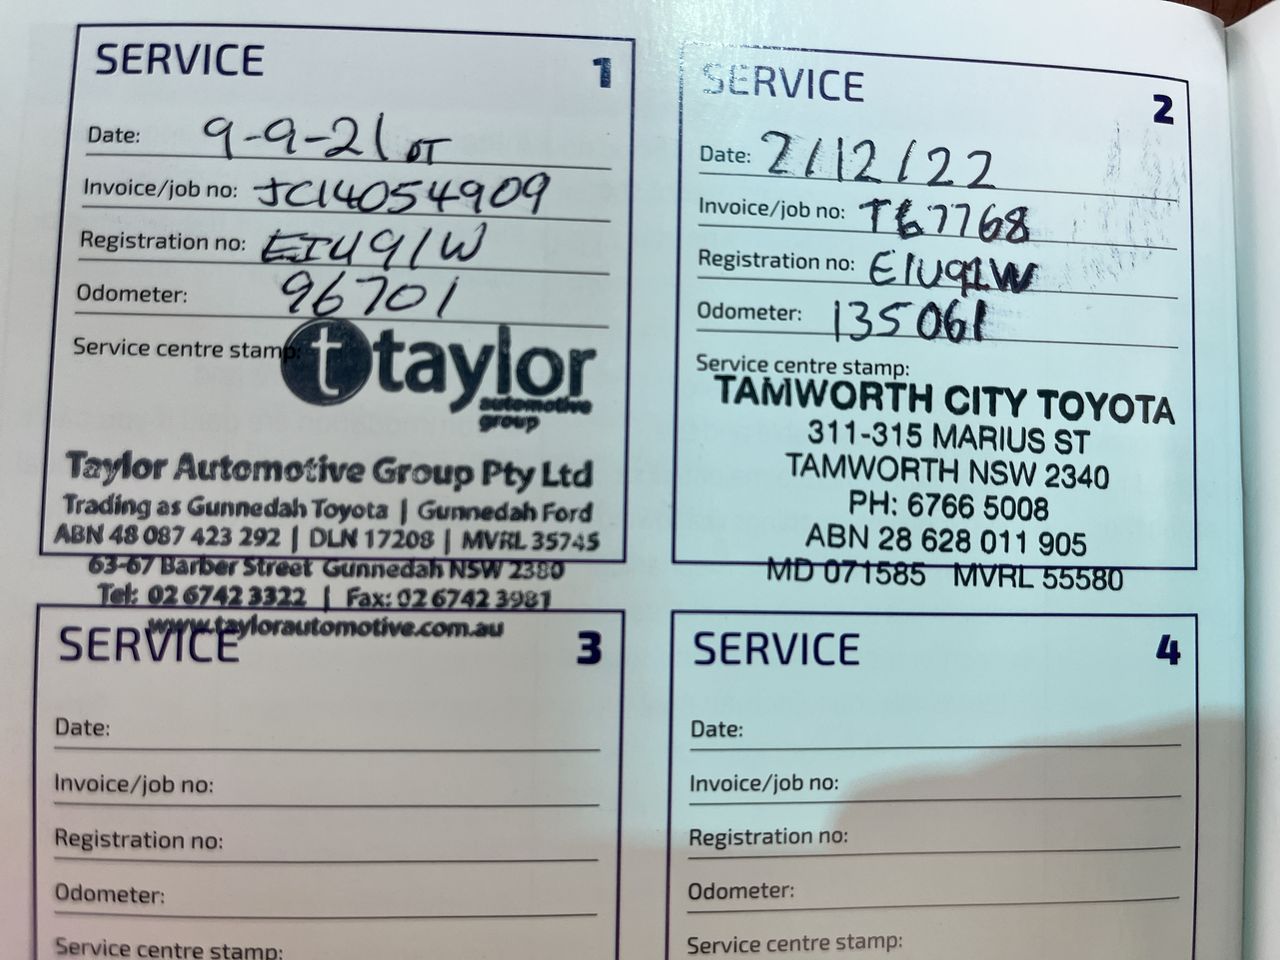 SERVICE 1
Date: 9-9-21 DT
Invoice/job no: JC14054909
Registration no: EIU91W
Odometer: 96701
Service centre stamp:
t taylor
automotive
group
Taylor Automotive Group Pty Ltd
Trading as Gunnedah Toyota | Gunnedah Ford
ABN 48 087 423 292 | DLN 17208 | MVRL 35745
63-67 Barber Street Gunnedah NSW 2380
Tel: 02 6742 3322 | Fax: 02 6742 3981
www.taylorautomotive.com.au
SERVICE 2
Date: 2/12/22
Invoice/job no: T67768
Registration no: EIU91W
Odometer: 135061
Service centre stamp:
TAMWORTH CITY TOYOTA
311-315 MARIUS ST
TAMWORTH NSW 2340
PH: 6766 5008
ABN 28 628 011 905
MD 071585 MVRL 55580
SERVICE 3
Date:
Invoice/job no:
Registration no:
Odometer:
Service centre stamp:
SERVICE 4
Date:
Invoice/job no:
Registration no:
Odometer:
Service centre stamp: